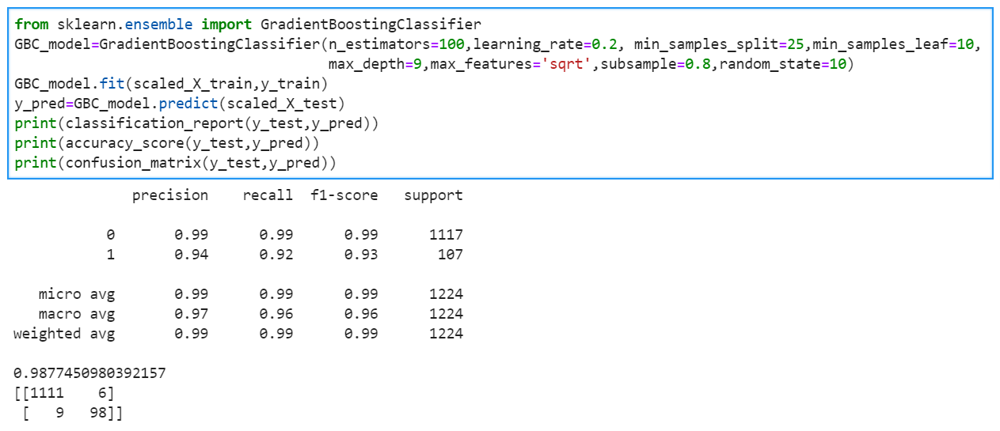 from sklearn.ensemble import GradientBoostingClassifier
GBC_model=GradientBoostingClassifier(n_estimators=100,learning_rate=0.2, min_samples_split=25,min_samples_leaf=10,
                                     max_depth=9,max_features='sqrt',subsample=0.8,random_state=10)
GBC_model.fit(scaled_X_train,y_train)
y_pred=GBC_model.predict(scaled_X_test)
print(classification_report(y_test,y_pred))
print(accuracy_score(y_test,y_pred))
print(confusion_matrix(y_test,y_pred))
              precision    recall  f1-score   support
           0       0.99      0.99      0.99      1117
           1       0.94      0.92      0.93       107
   micro avg       0.99      0.99      0.99      1224
   macro avg       0.97      0.96      0.96      1224
weighted avg       0.99      0.99      0.99      1224
0.9877450980392157
[[1111    6]
 [   9   98]]